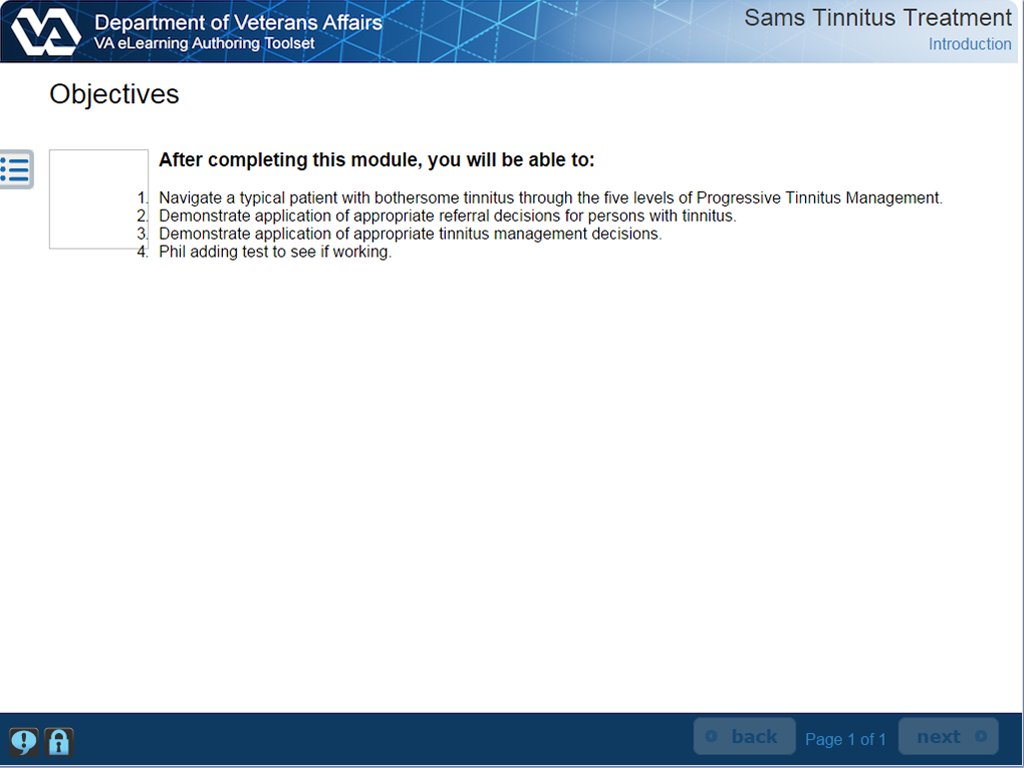 Department of Veterans Affairs
VA eLearning Authoring Toolset
Sams Tinnitus Treatment
Introduction
Objectives
After completing this module, you will be able to:
1. Navigate a typical patient with bothersome tinnitus through the five levels of Progressive Tinnitus Management.
2. Demonstrate application of appropriate referral decisions for persons with tinnitus.
3. Demonstrate application of appropriate tinnitus management decisions.
4. Phil adding test to see if working.
back
Page 1 of 1
next